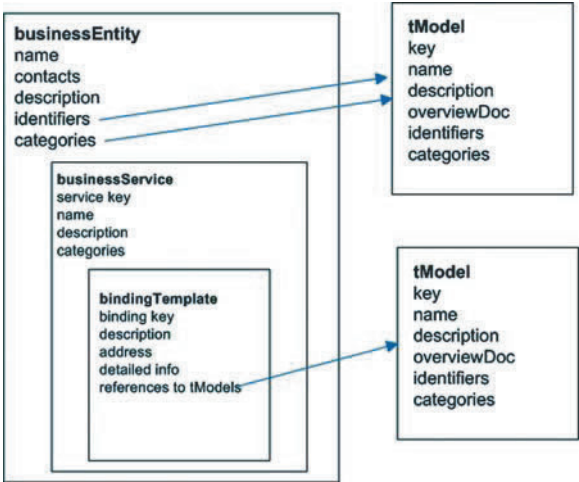 businessEntity
name
contacts
description
identifiers
categories
businessService
service key
name
description
categories
bindingTemplate
binding key
description
address
detailed info
references to tModels
tModel
key
name
description
overviewDoc
identifiers
categories
tModel
key
name
description
overviewDoc
identifiers
categories